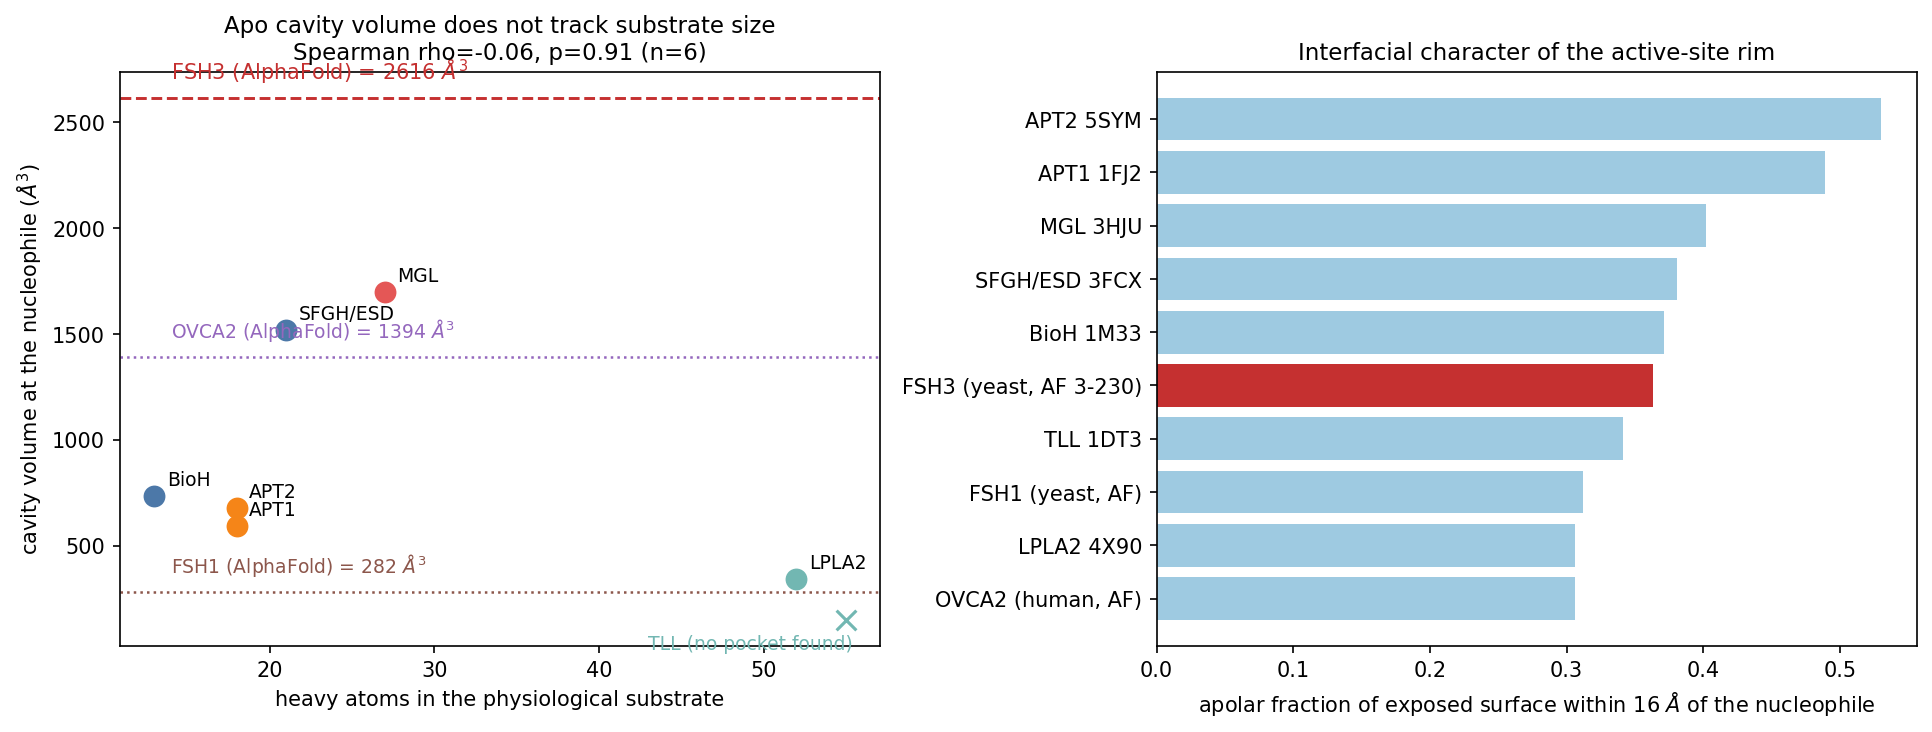 Apo cavity volume does not track substrate size
Spearman rho=-0.06, p=0.91 (n=6)
FSH3 (AlphaFold) = 2616 Å³
2500
2000
1500
1000
500
cavity volume at the nucleophile (Å³)
MGL
SFGH/ESD
OVCA2 (AlphaFold) = 1394 Å³
BioH
APT2
APT1
FSH1 (AlphaFold) = 282 Å³
LPLA2
TLL (no pocket found)
20
30
40
50
heavy atoms in the physiological substrate
Interfacial character of the active-site rim
APT2 5SYM
APT1 1FJ2
MGL 3HJU
SFGH/ESD 3FCX
BioH 1M33
FSH3 (yeast, AF 3-230)
TLL 1DT3
FSH1 (yeast, AF)
LPLA2 4X90
OVCA2 (human, AF)
0.0
0.1
0.2
0.3
0.4
0.5
apolar fraction of exposed surface within 16 Å of the nucleophile